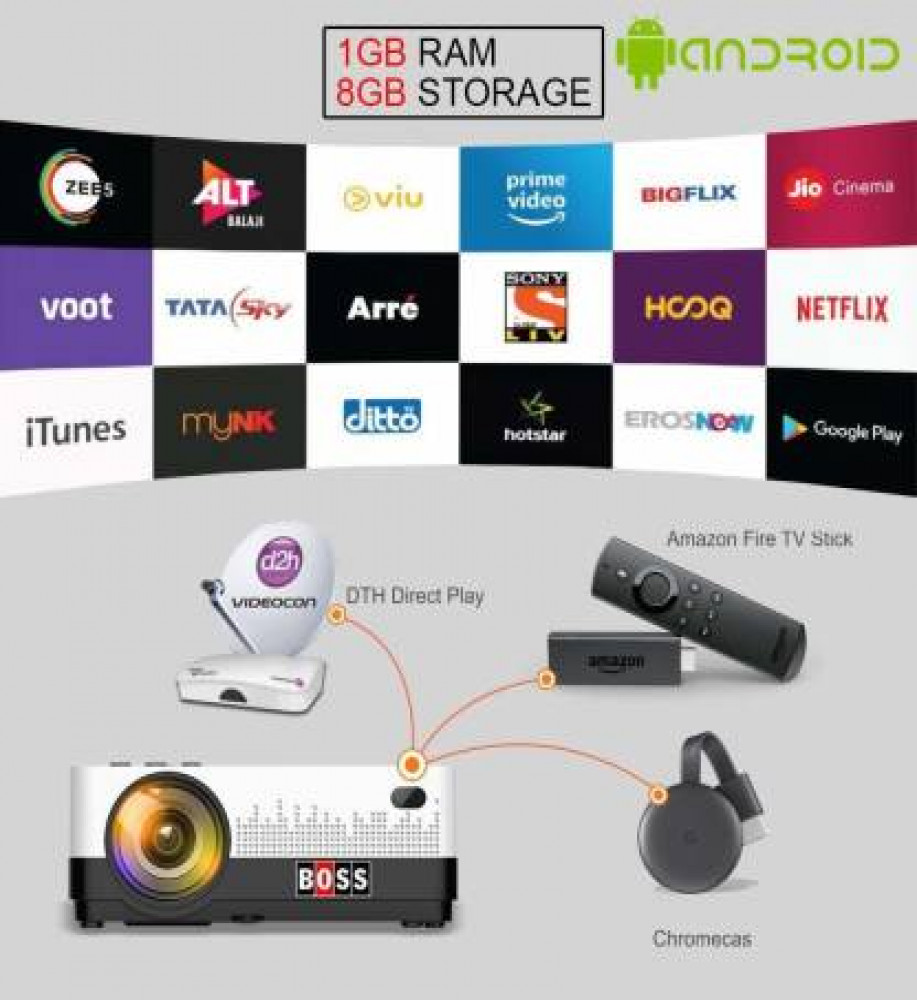 1GB RAM
8GB STORAGE
ANDROID
ZEE5
ALT
BALAJI
viu
prime
video
BIGFLIX
Jio Cinema
voot
TATA Sky
Arré
SONY
LIV
HOOQ
NETFLIX
iTunes
myNK
ditto
hotstar
EROSNOW
Google Play
d2h
VIDEOCON
DTH Direct Play
Amazon Fire TV Stick
amazon
BOSS
Chromecas